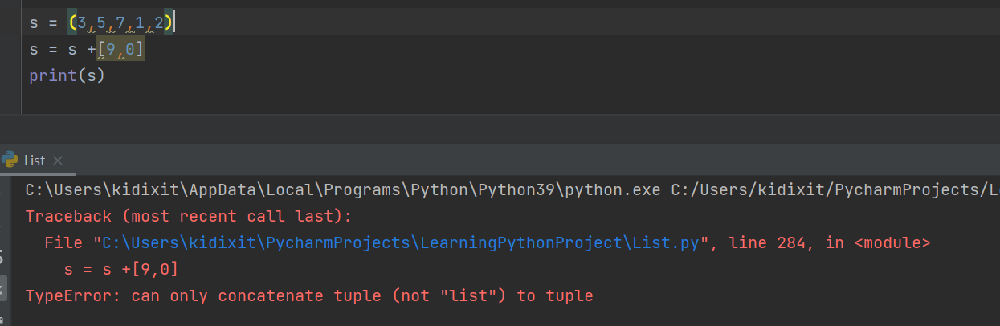 s = (3,5,7,1,2)
s = s +[9,0]
print(s)
List
C:\Users\kidixit\AppData\Local\Programs\Python\Python39\python.exe C:/Users/kidixit/PycharmProjects/
Traceback (most recent call last):
File "C:\Users\kidixit\PycharmProjects\LearningPythonProject\List.py", line 284, in <module>
s = s +[9,0]
TypeError: can only concatenate tuple (not "list") to tuple